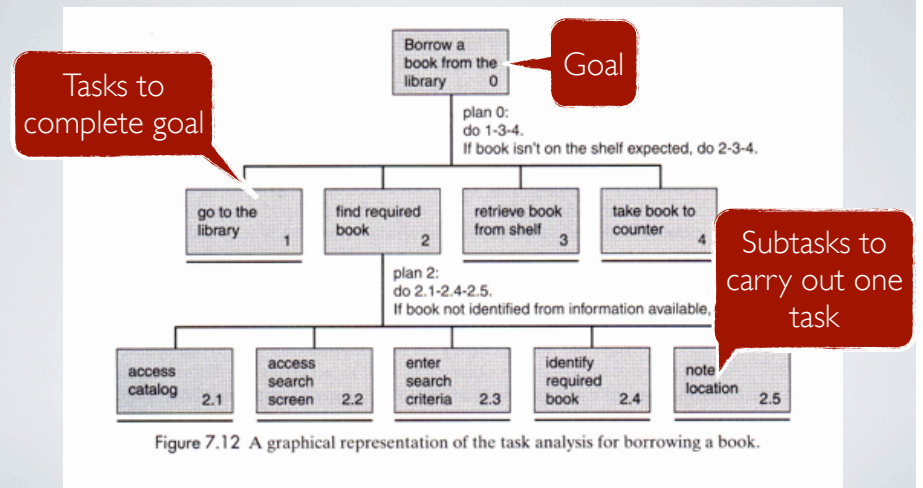 Borrow a
book from the
library 0
Goal
Tasks to
complete goal
plan 0:
do 1-3-4.
If book isn't on the shelf expected, do 2-3-4.
go to the
library 1
find required
book 2
retrieve book
from shelf 3
take book to
counter 4
Subtasks to
carry out one
task
plan 2:
do 2.1-2.4-2.5.
If book not identified from information available,
access
catalog 2.1
access
search
screen 2.2
enter
search
criteria 2.3
identify
required
book 2.4
note
location 2.5
Figure 7.12 A graphical representation of the task analysis for borrowing a book.